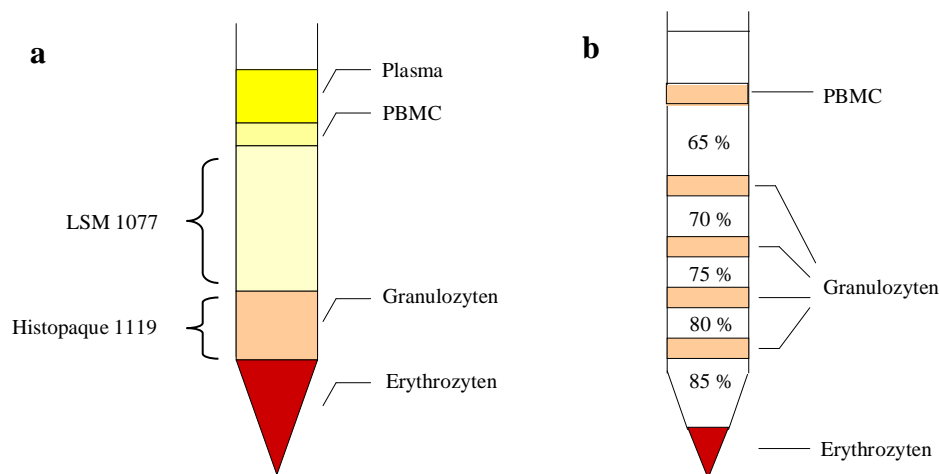 a
Plasma
PBMC
LSM 1077
Granulozyten
Histopaque 1119
Erythrozyten
b
PBMC
65 %
70 %
75 %
Granulozyten
80 %
85 %
Erythrozyten